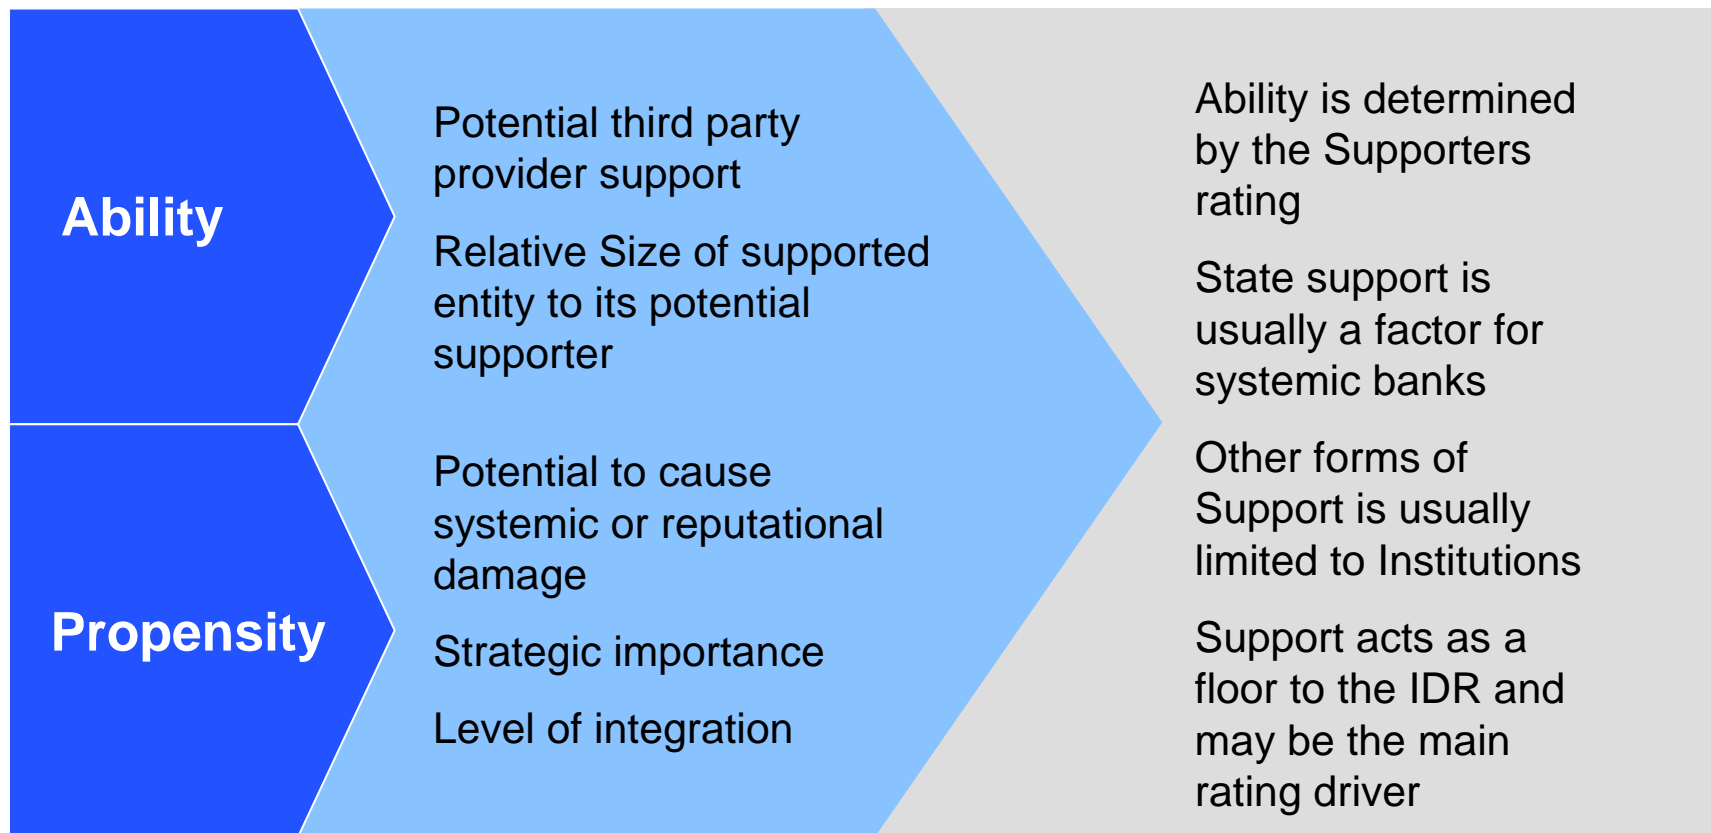 Ability
Potential third party
provider support
Relative Size of supported
entity to its potential
supporter
Propensity
Potential to cause
systemic or reputational
damage
Strategic importance
Level of integration
Ability is determined
by the Supporters
rating
State support is
usually a factor for
systemic banks
Other forms of
Support is usually
limited to Institutions
Support acts as a
floor to the IDR and
may be the main
rating driver